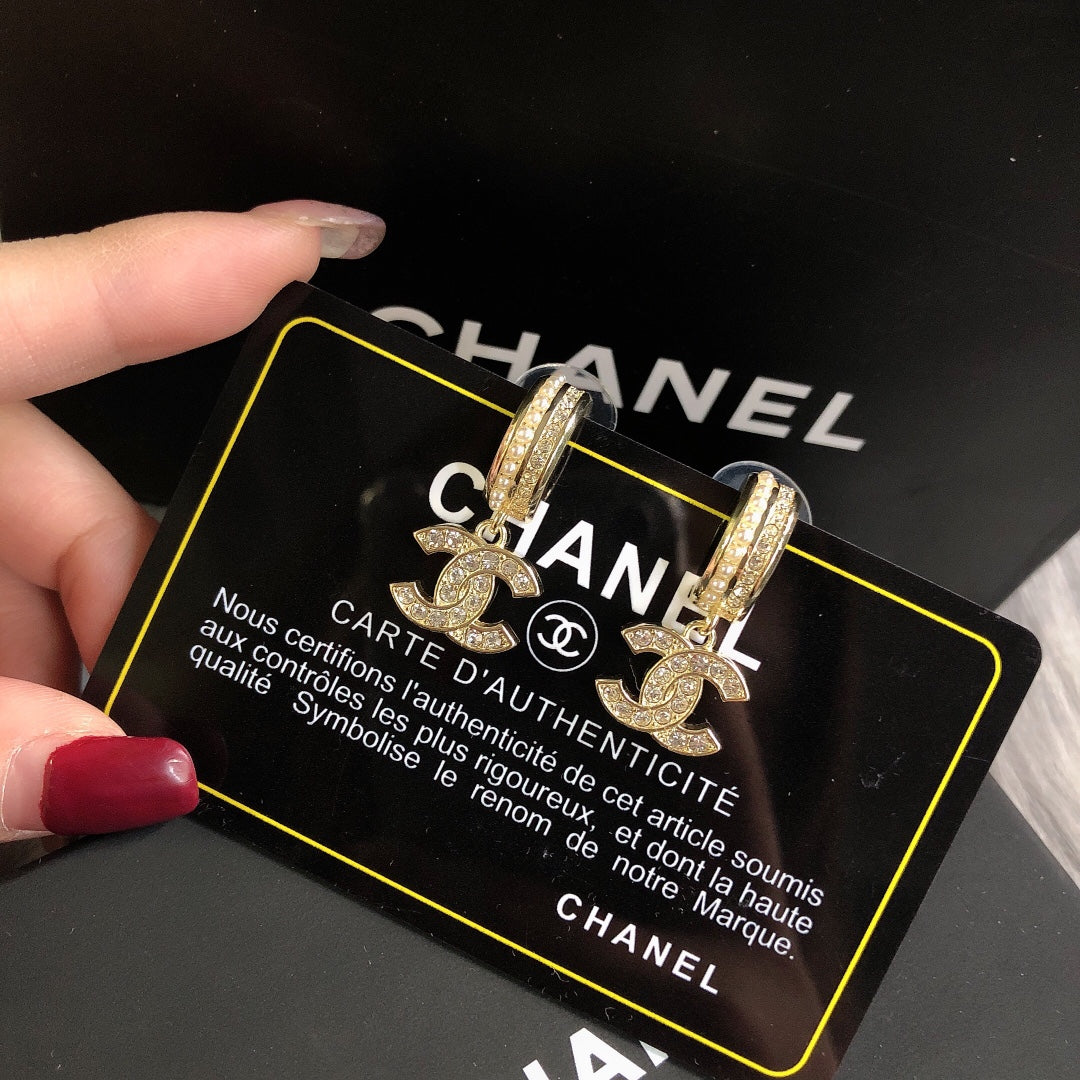 CHANEL
CHANEL
CARTE D'AUTHENTICITÉ
Nous certifions l'authenticité de cet article soumis
aux contrôles les plus rigoureux, et dont la haute
qualité Symbolise le renom de notre Marque.
CHANEL